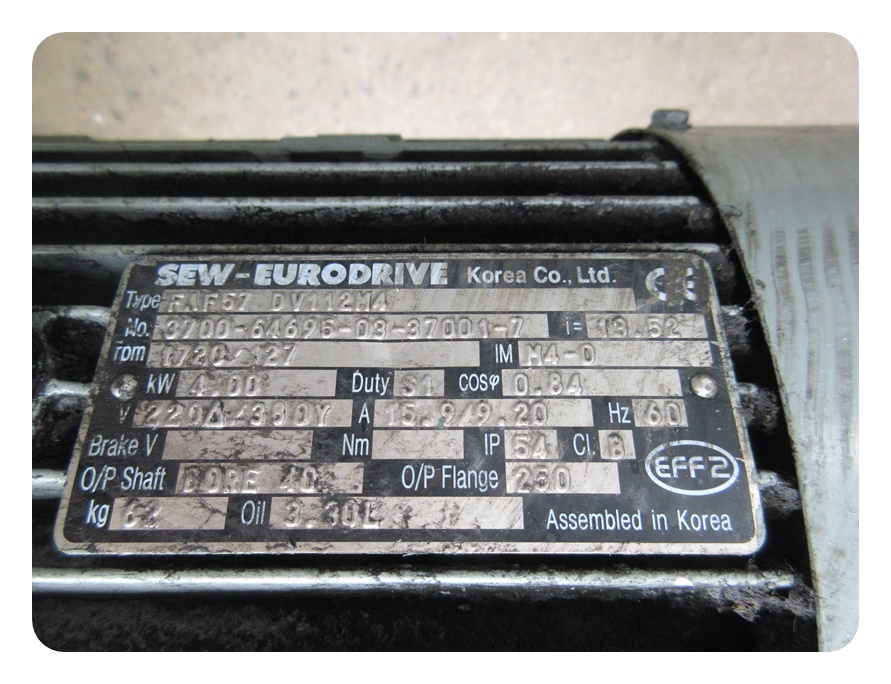 SEW-EURODRIVE Korea Co., Ltd. CE
Type FAF57 DV112M4
No. 3700-64695-03-37001-7 i= 13.52
rpm 1720/127 IM M4-0
kW 4.00 Duty S1 cosφ 0.84
V 220Δ/380Y A 15.9/9.20 Hz 60
Brake V Nm IP 54 Cl. B
O/P Shaft BORE 40 O/P Flange 250 EFF2
kg 62 Oil 3.30L Assembled in Korea